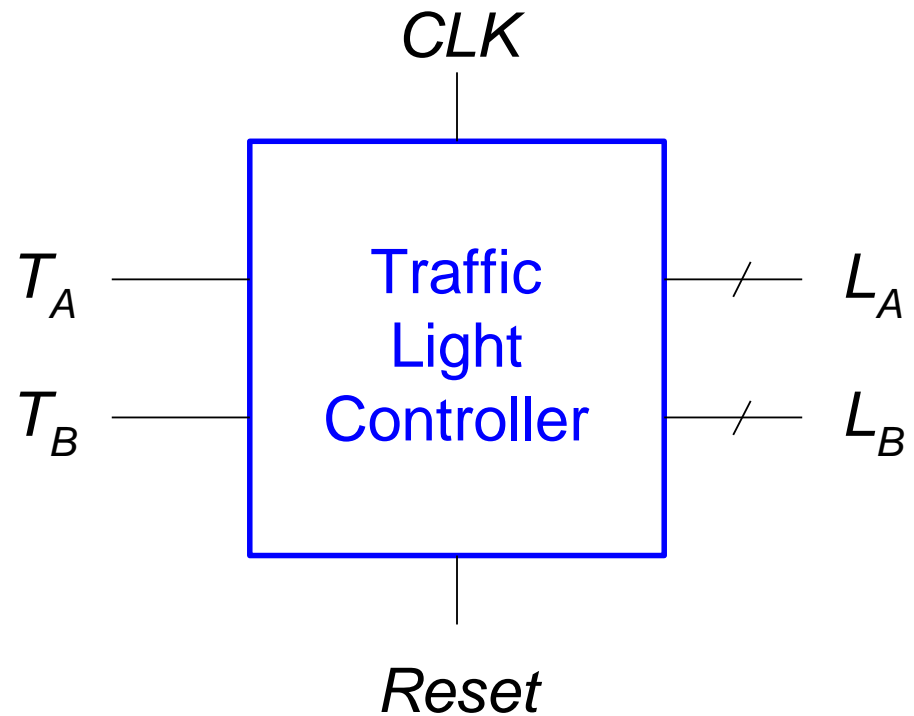 CLK
T_A
T_B
Traffic
Light
Controller
L_A
L_B
Reset